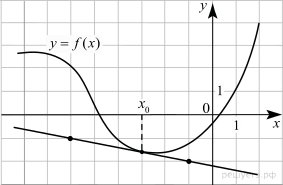 y
y = f(x)
1
x₀
0
1
x
решуегэ.рф